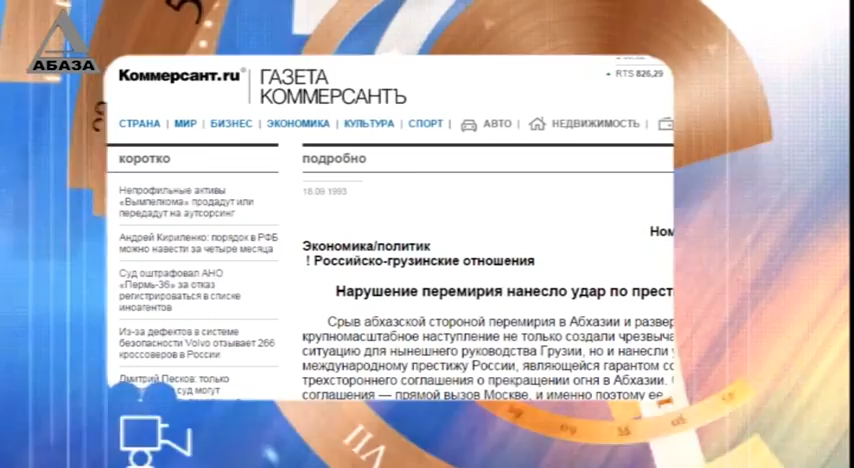 АБАЗА
Коммерсант.ru®
ГАЗЕТА
КОММЕРСАНТЪ
RTS 826,29
СТРАНА | МИР | БИЗНЕС | ЭКОНОМИКА | КУЛЬТУРА | СПОРТ | АВТО | НЕДВИЖИМОСТЬ |
коротко
подробно
Непрофильные активы
«Вымпелкома» продадут или
передадут на аутсорсинг
Андрей Кириленко: порядок в РФБ
можно навести за четыре месяца
Суд оштрафовал АНО
«Пермь-36» за отказ
регистрироваться в списке
иноагентов
Из-за дефектов в системе
безопасности Volvo отзывает 266
кроссоверов в России
Дмитрий Песков: только
суд могут
18.09.1993
Ном
Экономика/политик
! Российско-грузинские отношения
Нарушение перемирия нанесло удар по прест
Срыв абхазской стороной перемирия в Абхазии и развер
крупномасштабное наступление не только создали чрезвыча
ситуацию для нынешнего руководства Грузии, но и нанесли у
международному престижу России, являющейся гарантом со
трехстороннего соглашения о прекращении огня в Абхазии.
соглашения — прямой вызов Москве, и именно поэтому ее
VII